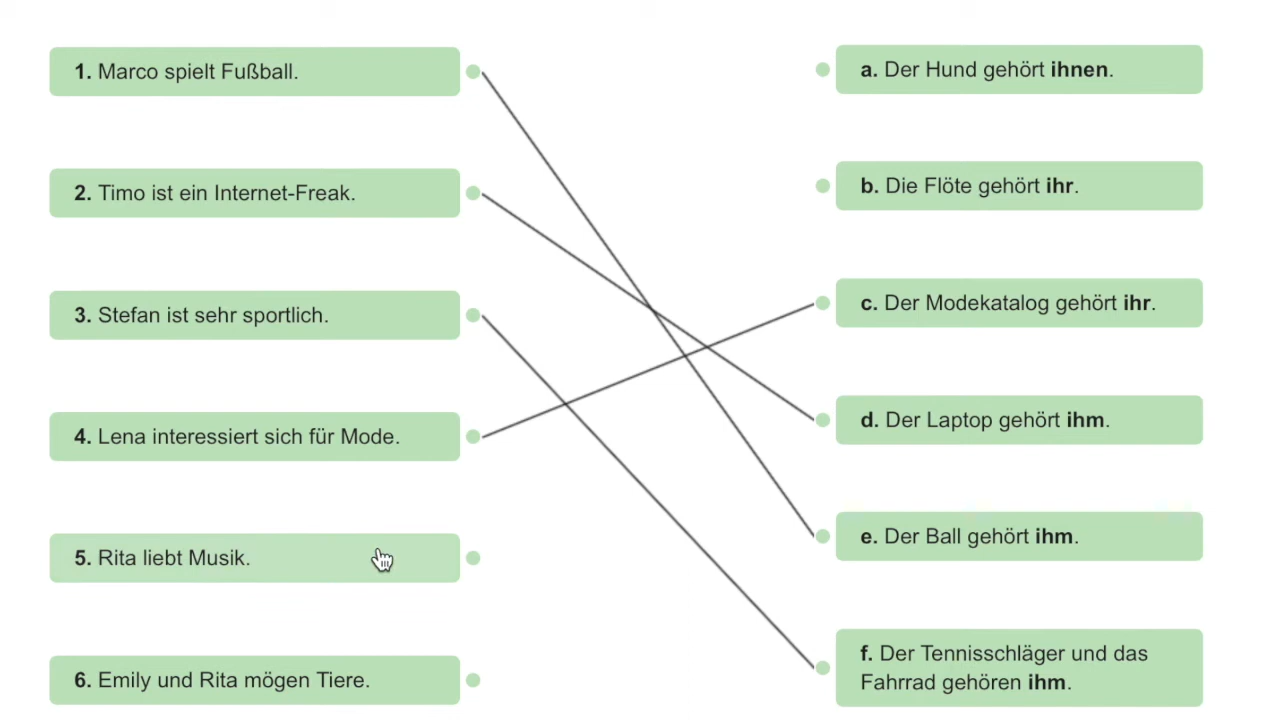 1. Marco spielt Fußball.
2. Timo ist ein Internet-Freak.
3. Stefan ist sehr sportlich.
4. Lena interessiert sich für Mode.
5. Rita liebt Musik.
6. Emily und Rita mögen Tiere.
a. Der Hund gehört ihnen.
b. Die Flöte gehört ihr.
c. Der Modekatalog gehört ihr.
d. Der Laptop gehört ihm.
e. Der Ball gehört ihm.
f. Der Tennisschläger und das
Fahrrad gehören ihm.